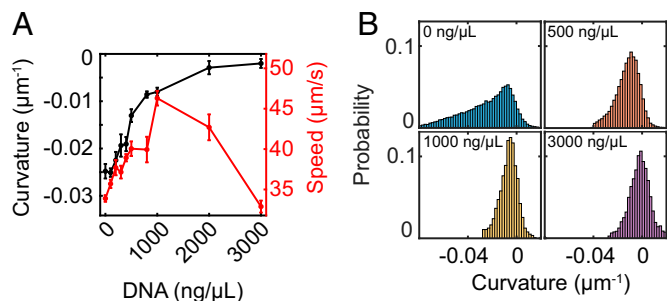 A
Curvature (µm⁻¹)
0
-0.01
-0.02
-0.03
50
45
40
35
Speed (µm/s)
0
1000
2000
3000
DNA (ng/µL)
B
Probability
0.1
0
0.1
0
0 ng/µL
500 ng/µL
1000 ng/µL
3000 ng/µL
-0.04
0
-0.04
0
Curvature (µm⁻¹)